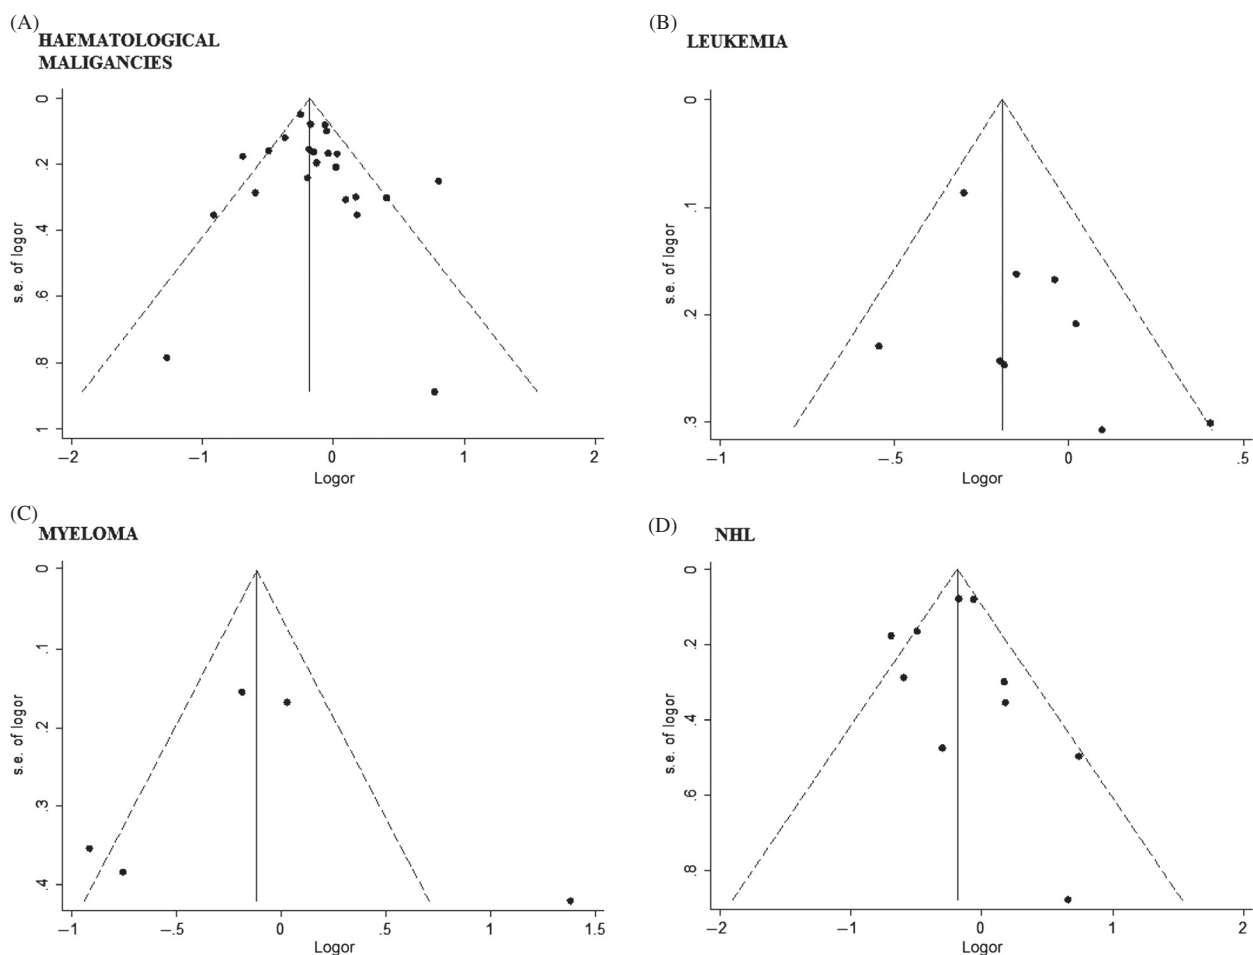 (A)
HAEMATOLOGICAL
MALIGANCIES
0
.2
.4
.6
.8
1
s.e. of logor
−2
−1
0
1
2
Logor
(B)
LEUKEMIA
0
.1
.2
.3
s.e. of logor
−1
−.5
0
.5
Logor
(C)
MYELOMA
0
.1
.2
.3
.4
s.e. of logor
−1
−.5
0
.5
1
1.5
Logor
(D)
NHL
0
.2
.4
.6
.8
s.e. of logor
−2
−1
0
1
2
Logor